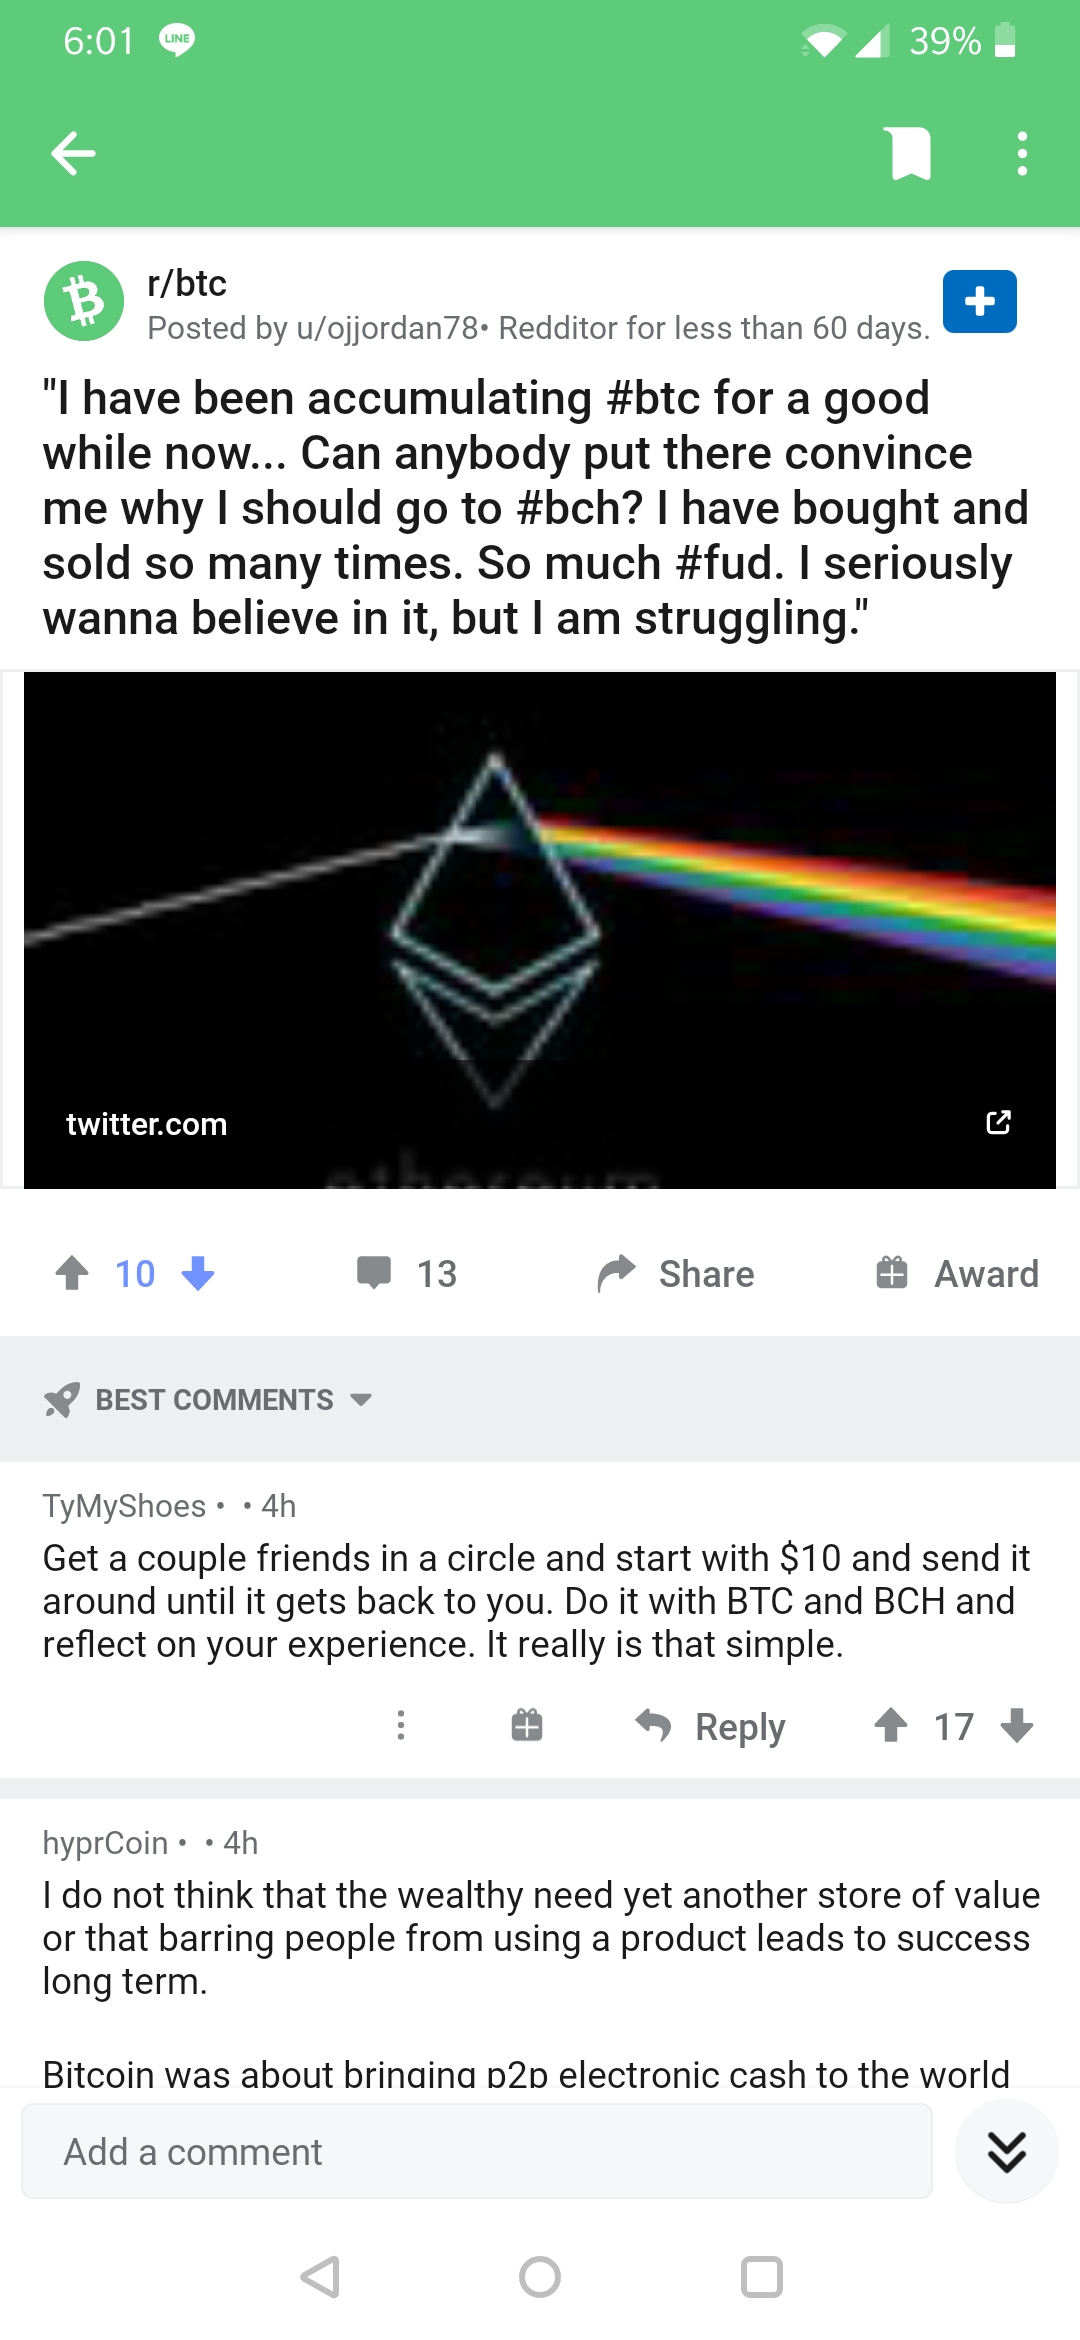 6:01 LINE 39%
r/btc
Posted by u/ojjordan78• Redditor for less than 60 days.
"I have been accumulating #btc for a good
while now... Can anybody put there convince
me why I should go to #bch? I have bought and
sold so many times. So much #fud. I seriously
wanna believe in it, but I am struggling."
twitter.com
ethereum
10 13 Share Award
BEST COMMENTS
TyMyShoes • • 4h
Get a couple friends in a circle and start with $10 and send it
around until it gets back to you. Do it with BTC and BCH and
reflect on your experience. It really is that simple.
Reply 17
hyprCoin • • 4h
I do not think that the wealthy need yet another store of value
or that barring people from using a product leads to success
long term.
Bitcoin was about bringing p2p electronic cash to the world
Add a comment